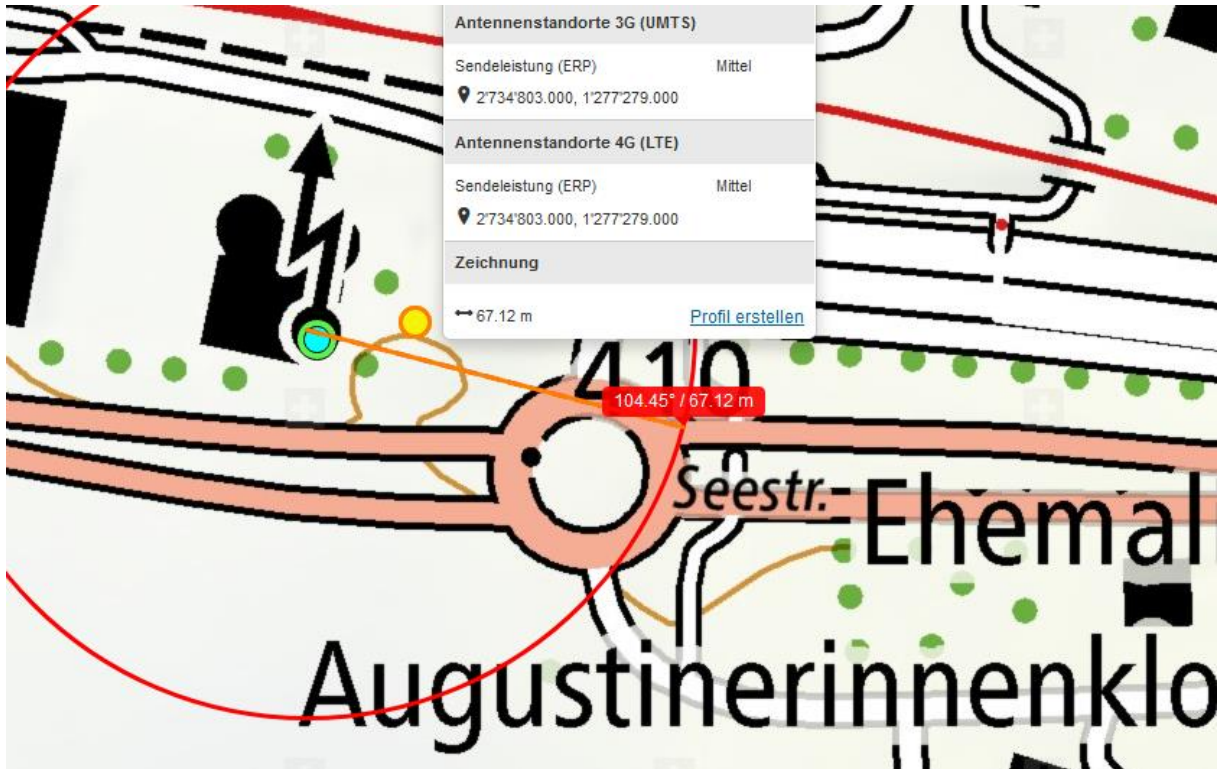 Antennenstandorte 3G (UMTS)
Sendeleistung (ERP) Mittel
2'734'803.000, 1'277'279.000
Antennenstandorte 4G (LTE)
Sendeleistung (ERP) Mittel
2'734'803.000, 1'277'279.000
Zeichnung
67.12 m Profil erstellen
410
104.45° / 67.12 m
Seestr.
Ehemal
Augustinerinnenklo